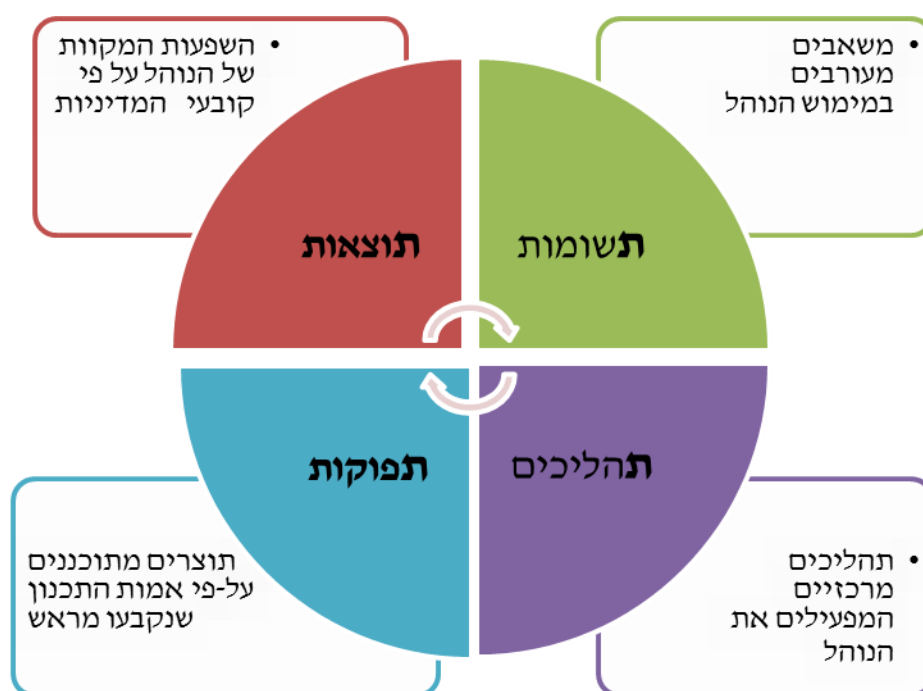 • משאבים
מעורבים
במימוש הנוהל
תשומות
• השפעות המקוות
של הנוהל על פי
קובעי המדיניות
תוצאות
• תהליכים
מרכזיים
המפעילים את
הנוהל
תהליכים
תוצרים מתוכננים
על-פי אמות התכנון
שנקבעו מראש
תפוקות